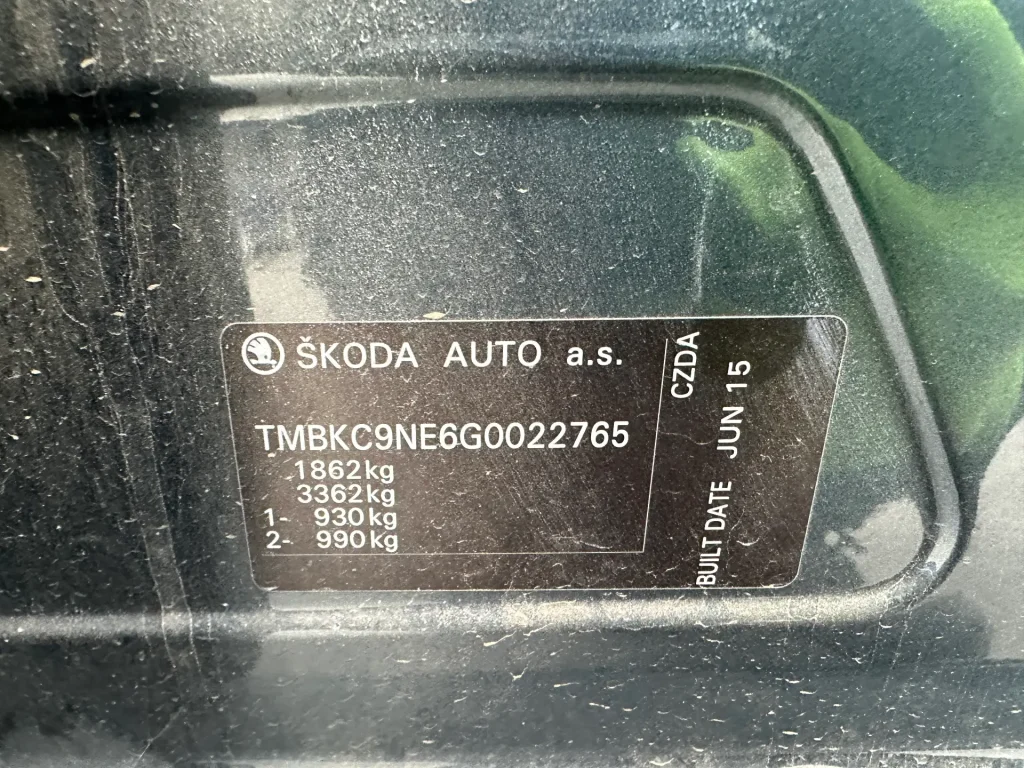 ŠKODA AUTO a.s.
TMBKC9NE6G0022765
1862kg
3362kg
1- 930kg
2- 990kg
CZDA
BUILT DATE JUN 15